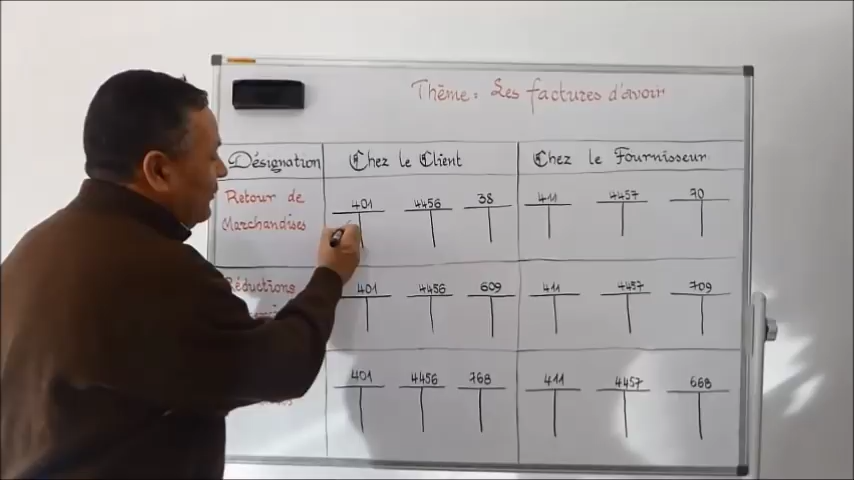 Thème : Les factures d'avoir
Désignation Chez le Client Chez le Fournisseur
Retour de Marchandises 401 4456 38 411 4457 70
Réductions 401 4456 609 411 4457 709
401 4456 768 411 4457 668